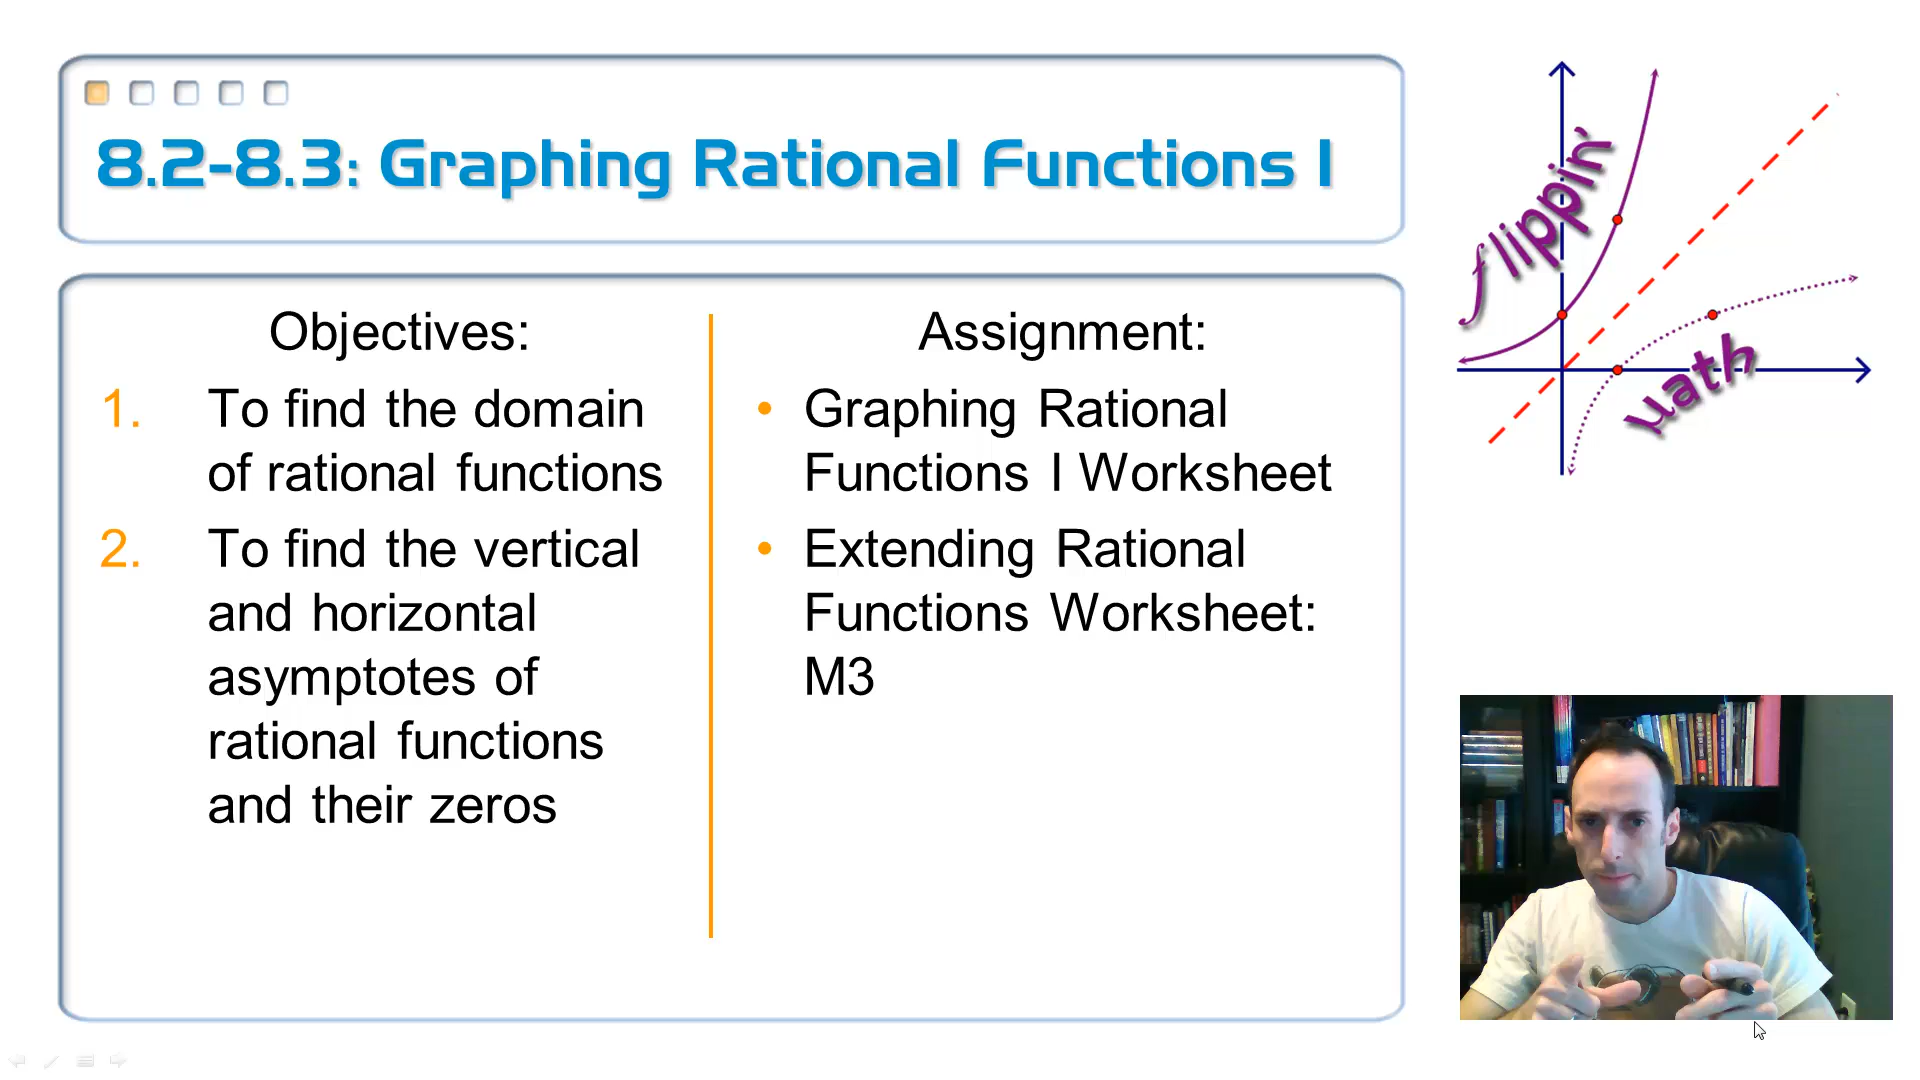 8.2-8.3: Graphing Rational Functions I
Objectives:
1. To find the domain
of rational functions
2. To find the vertical
and horizontal
asymptotes of
rational functions
and their zeros
Assignment:
• Graphing Rational
Functions I Worksheet
• Extending Rational
Functions Worksheet:
M3
flippin'
μath